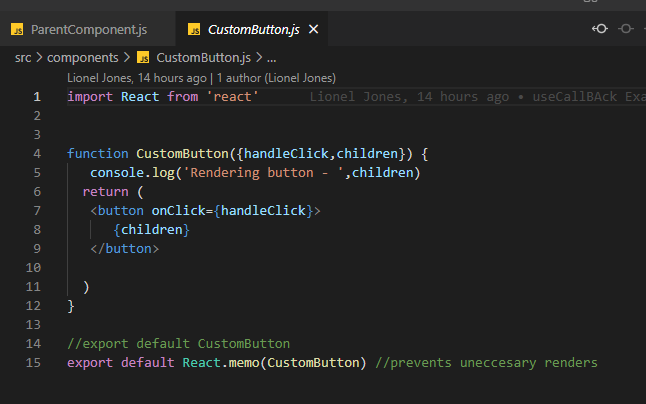 JS ParentComponent.js JS CustomButton.js ×
src > components > JS CustomButton.js > ...
Lionel Jones, 14 hours ago | 1 author (Lionel Jones)
1 import React from 'react' Lionel Jones, 14 hours ago • useCallBAck Exa
2
3
4 function CustomButton({handleClick,children}) {
5 console.log('Rendering button - ',children)
6 return (
7 <button onClick={handleClick}>
8 {children}
9 </button>
10
11 )
12 }
13
14 //export default CustomButton
15 export default React.memo(CustomButton) //prevents uneccesary renders